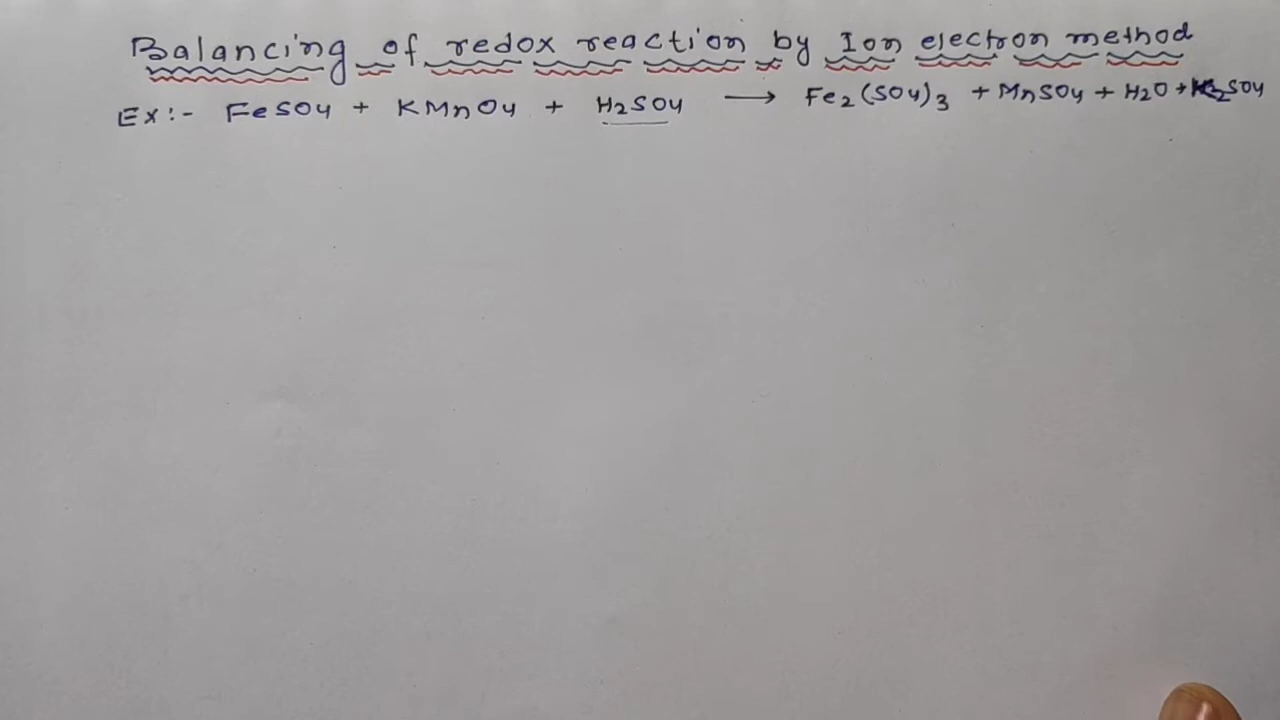 Balancing of redox reaction by Ion electron method
Ex:- FeSO4 + KMnO4 + H2SO4 → Fe2(SO4)3 + MnSO4 + H2O + K2SO4